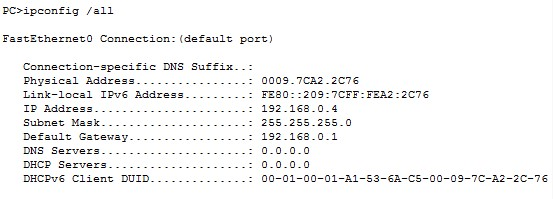 PC>ipconfig /all
FastEthernet0 Connection:(default port)
Connection-specific DNS Suffix..:
Physical Address................: 0009.7CA2.2C76
Link-local IPv6 Address.........: FE80::209:7CFF:FEA2:2C76
IP Address......................: 192.168.0.4
Subnet Mask.....................: 255.255.255.0
Default Gateway.................: 192.168.0.1
DNS Servers.....................: 0.0.0.0
DHCP Servers....................: 0.0.0.0
DHCPv6 Client DUID..............: 00-01-00-01-A1-53-6A-C5-00-09-7C-A2-2C-76